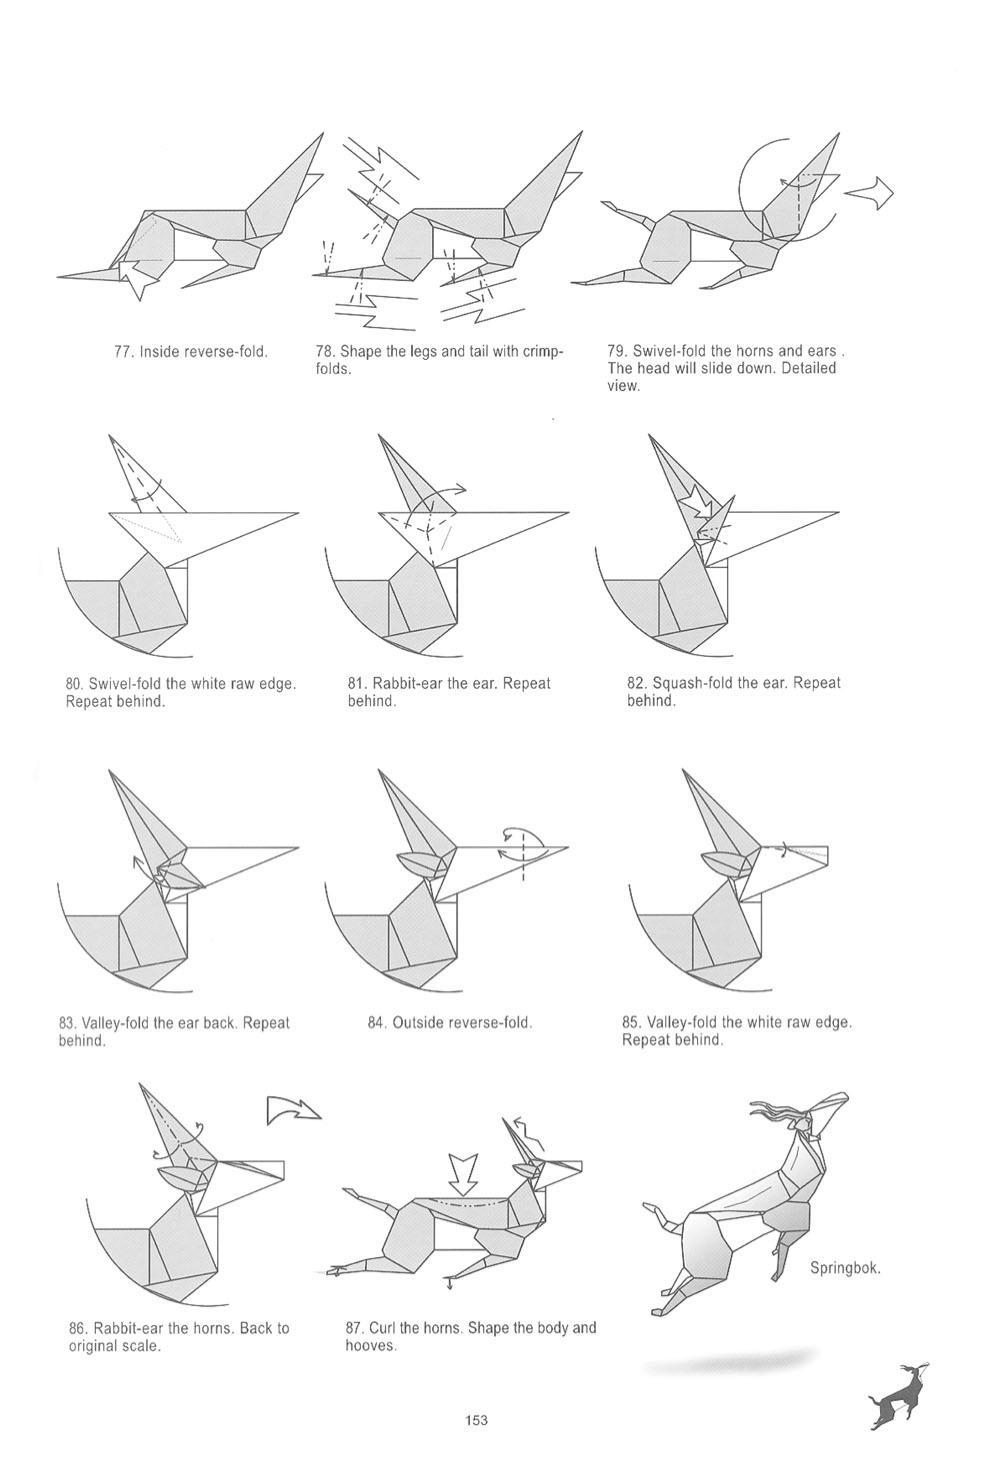 77. Inside reverse-fold.
78. Shape the legs and tail with crimp-
folds.
79. Swivel-fold the horns and ears .
The head will slide down. Detailed
view.
80. Swivel-fold the white raw edge.
Repeat behind.
81. Rabbit-ear the ear. Repeat
behind.
82. Squash-fold the ear. Repeat
behind.
83. Valley-fold the ear back. Repeat
behind.
84. Outside reverse-fold.
85. Valley-fold the white raw edge.
Repeat behind.
86. Rabbit-ear the horns. Back to
original scale.
87. Curl the horns. Shape the body and
hooves.
Springbok.
153